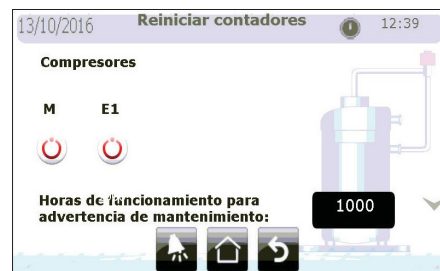 13/10/2016 Reiniciar contadores 12:39
Compresores
M E1
Horas de funcionamiento para 1000
advertencia de mantenimiento: